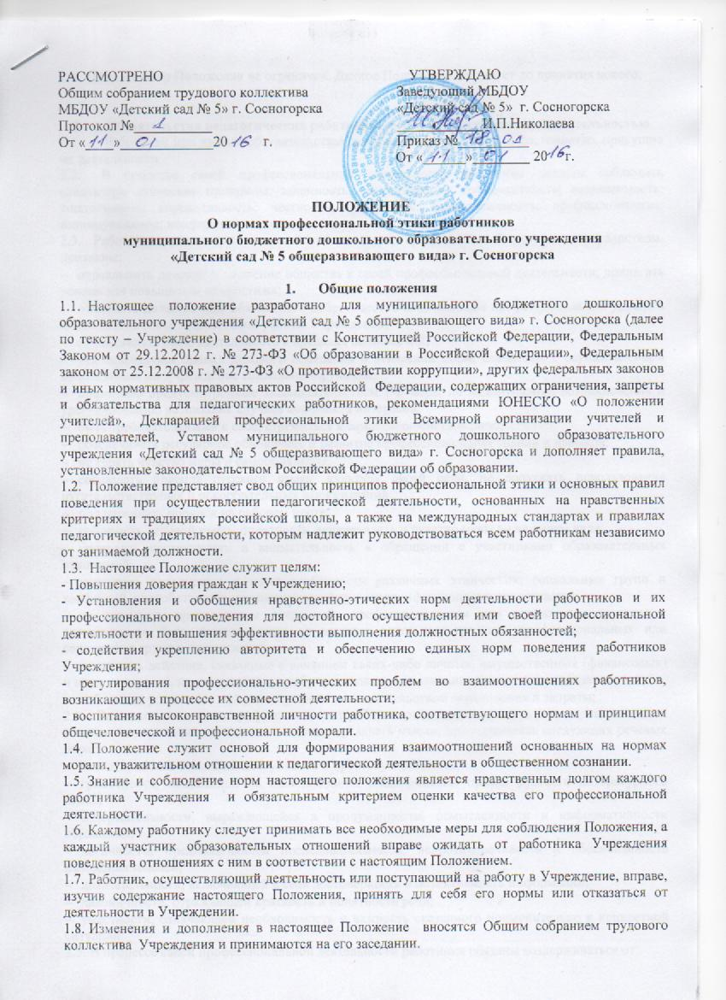 РАССМОТРЕНО
Общим собранием трудового коллектива
МБДОУ «Детский сад № 5» г. Сосногорска
Протокол № 1
От «11» 01 2016 г.
УТВЕРЖДАЮ
Заведующий МБДОУ
«Детский сад № 5» г. Сосногорска
И.П.Николаева
Приказ № 18-од
От «11» 01 2016г.
ПОЛОЖЕНИЕ
О нормах профессиональной этики работников
муниципального бюджетного дошкольного образовательного учреждения
«Детский сад № 5 общеразвивающего вида» г. Сосногорска
1. Общие положения
1.1. Настоящее положение разработано для муниципального бюджетного дошкольного
образовательного учреждения «Детский сад № 5 общеразвивающего вида» г. Сосногорска (далее
по тексту – Учреждение) в соответствии с Конституцией Российской Федерации, Федеральным
Законом от 29.12.2012 г. № 273-ФЗ «Об образовании в Российской Федерации», Федеральным
законом от 25.12.2008 г. № 273-ФЗ «О противодействии коррупции», других федеральных законов
и иных нормативных правовых актов Российской Федерации, содержащих ограничения, запреты
и обязательства для педагогических работников, рекомендациями ЮНЕСКО «О положении
учителей», Декларацией профессиональной этики Всемирной организации учителей и
преподавателей, Уставом муниципального бюджетного дошкольного образовательного
учреждения «Детский сад № 5 общеразвивающего вида» г. Сосногорска и дополняет правила,
установленные законодательством Российской Федерации об образовании.
1.2. Положение представляет свод общих принципов профессиональной этики и основных правил
поведения при осуществлении педагогической деятельности, основанных на нравственных
критериях и традициях российской школы, а также на международных стандартах и правилах
педагогической деятельности, которым надлежит руководствоваться всем работникам независимо
от занимаемой должности.
1.3. Настоящее Положение служит целям:
- Повышения доверия граждан к Учреждению;
- Установления и обобщения нравственно-этических норм деятельности работников и их
профессионального поведения для достойного осуществления ими своей профессиональной
деятельности и повышения эффективности выполнения должностных обязанностей;
- содействия укреплению авторитета и обеспечению единых норм поведения работников
Учреждения;
- регулирования профессионально-этических проблем во взаимоотношениях работников,
возникающих в процессе их совместной деятельности;
- воспитания высоконравственной личности работника, соответствующего нормам и принципам
общечеловеческой и профессиональной морали.
1.4. Положение служит основой для формирования взаимоотношений основанных на нормах
морали, уважительном отношении к педагогической деятельности в общественном сознании.
1.5. Знание и соблюдение норм настоящего положения является нравственным долгом каждого
работника Учреждения и обязательным критерием оценки качества его профессиональной
деятельности.
1.6. Каждому работнику следует принимать все необходимые меры для соблюдения Положения, а
каждый участник образовательных отношений вправе ожидать от работника Учреждения
поведения в отношениях с ним в соответствии с настоящим Положением.
1.7. Работник, осуществляющий деятельность или поступающий на работу в Учреждение, вправе,
изучив содержание настоящего Положения, принять для себя его нормы или отказаться от
деятельности в Учреждении.
1.8. Изменения и дополнения в настоящее Положение вносятся Общим собранием трудового
коллектива Учреждения и принимаются на его заседании.